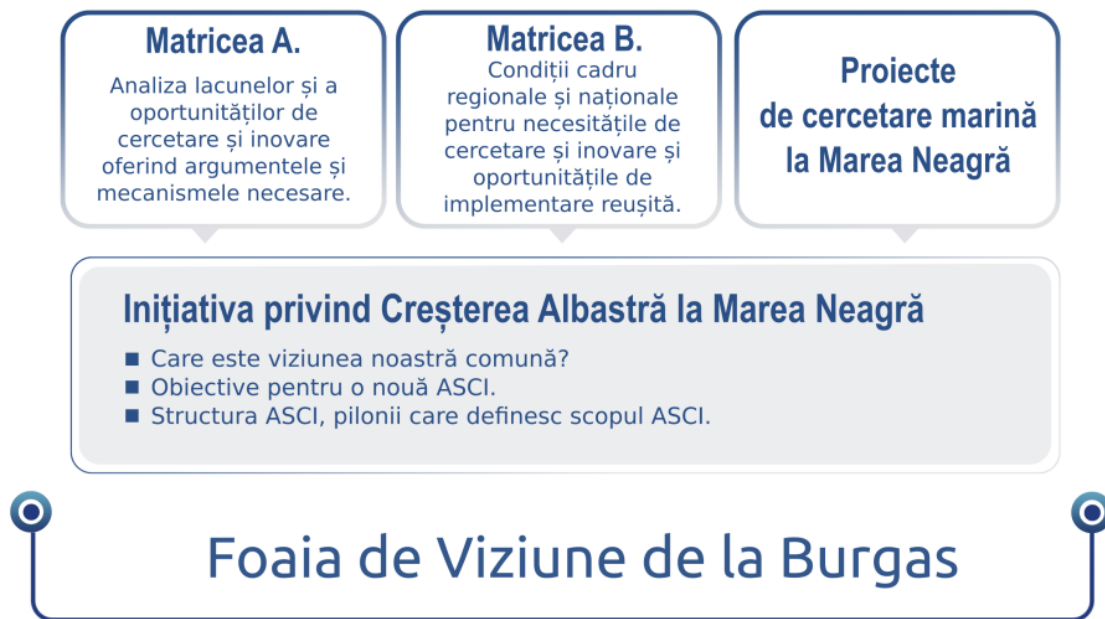 Matricea A.
Analiza lacunelor și a
oportunităților de
cercetare și inovare
oferind argumentele și
mecanismele necesare.
Matricea B.
Condiții cadru
regionale și naționale
pentru necesitățile de
cercetare și inovare și
oportunitățile de
implementare reușită.
Proiecte
de cercetare marină
la Marea Neagră
Inițiativa privind Creșterea Albastră la Marea Neagră
■ Care este viziunea noastră comună?
■ Obiective pentru o nouă ASCI.
■ Structura ASCI, pilonii care definesc scopul ASCI.
Foaia de Viziune de la Burgas